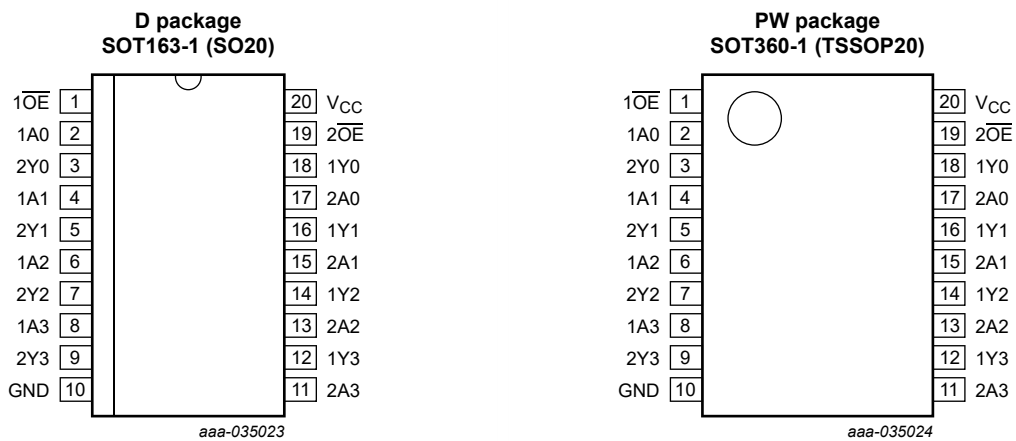 D package
SOT163-1 (SO20)
1O̅E̅ 1 20 VCC
1A0 2 19 2O̅E̅
2Y0 3 18 1Y0
1A1 4 17 2A0
2Y1 5 16 1Y1
1A2 6 15 2A1
2Y2 7 14 1Y2
1A3 8 13 2A2
2Y3 9 12 1Y3
GND 10 11 2A3
aaa-035023
PW package
SOT360-1 (TSSOP20)
1O̅E̅ 1 20 VCC
1A0 2 19 2O̅E̅
2Y0 3 18 1Y0
1A1 4 17 2A0
2Y1 5 16 1Y1
1A2 6 15 2A1
2Y2 7 14 1Y2
1A3 8 13 2A2
2Y3 9 12 1Y3
GND 10 11 2A3
aaa-035024